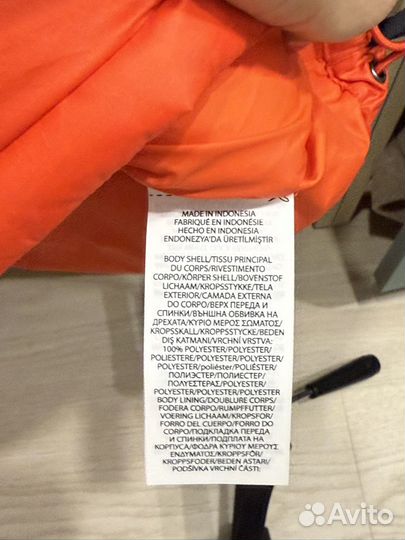 MADE IN INDONESIA
FABRIQUÉ EN INDONÉSIE
HECHO EN INDONESIA
ENDONEZYA'DA ÜRETİLMİŞTİR
BODY SHELL/TISSU PRINCIPAL
DU CORPS/RIVESTIMENTO
CORPO/KÖRPER SHELL/BOVENSTOF
LICHAAM/KROPSSTYKKE/TELA
EXTERIOR/CAMADA EXTERNA
DO CORPO/ВЕРХ ПЕРЕДА И
СПИНКИ/ВЪНШНА ОБВИВКА НА
ДРЕХАТА/ΚΥΡΙΟ ΜΕΡΟΣ ΣΩΜΑΤΟΣ/
KROPSSKALL/KROPPSSTYCKE/BEDEN
DIŞ KATMANI/VRCHNÍ VRSTVA:
100% POLYESTER/POLYESTER/
POLIESTERE/POLYESTER/POLYESTER/
POLYESTER/poliéster/POLIÉSTER/
ПОЛИЭСТЕР/ПОЛИЕСТЕР/
ΠΟΛΥΕΣΤΕΡΑΣ/POLYESTER/
POLYESTER/POLYESTER/POLYESTER
BODY LINING/DOUBLURE CORPS/
FODERA CORPO/RUMPFFUTTER/
VOERING LICHAAM/KROPSFOR/
FORRO DEL CUERPO/FORRO DO
CORPO/ПОДКЛАДКА ПЕРЕДА
И СПИНКИ/ПОДПЛАТА НА
КОРПУСА/ΦΟΔΡΑ ΚΥΡΙΟΥ ΜΕΡΟΥΣ
ΕΝΔΥΜΑΤΟΣ/KROPPSFÔR/
KROPPSFODER/BEDEN ASTARI/
PODŠÍVKA VRCHNÍ ČÁSTI:
Avito